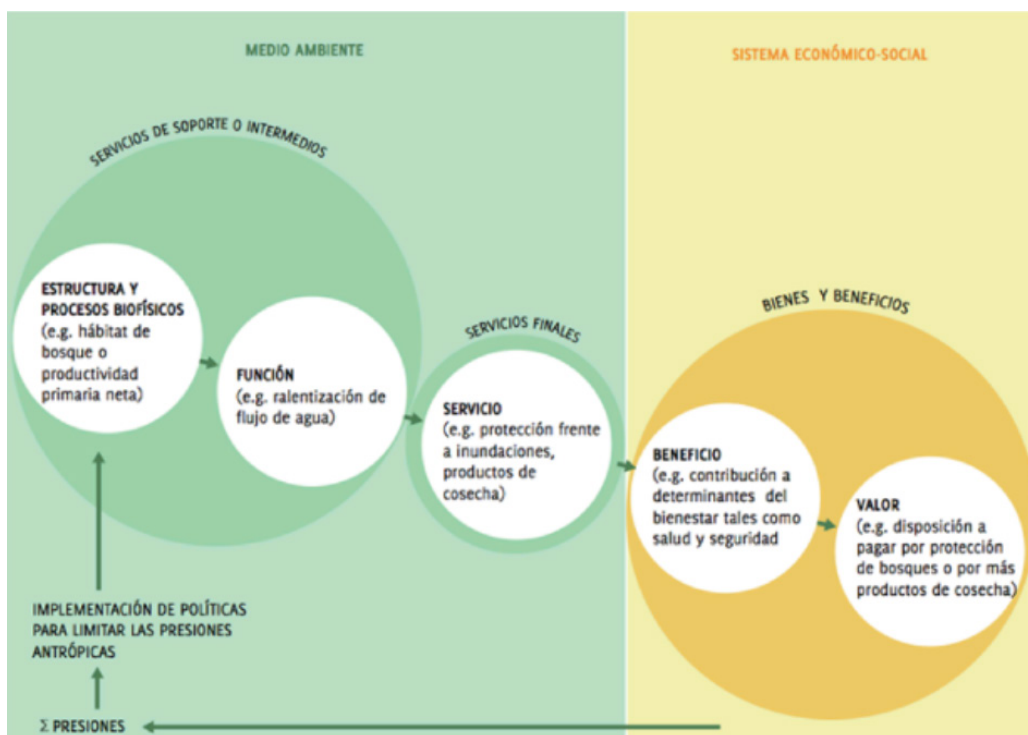 MEDIO AMBIENTE
SISTEMA ECONÓMICO-SOCIAL
SERVICIOS DE SOPORTE O INTERMEDIOS
ESTRUCTURA Y
PROCESOS BIOFÍSICOS
(e.g. hábitat de
bosque o
productividad
primaria neta)
FUNCIÓN
(e.g. ralentización de
flujo de agua)
SERVICIOS FINALES
SERVICIO
(e.g. protección frente
a inundaciones,
productos de
cosecha)
BIENES Y BENEFICIOS
BENEFICIO
(e.g. contribución a
determinantes del
bienestar tales como
salud y seguridad
VALOR
(e.g. disposición a
pagar por protección
de bosques o por más
productos de cosecha)
IMPLEMENTACIÓN DE POLÍTICAS
PARA LIMITAR LAS PRESIONES
ANTRÓPICAS
Σ PRESIONES